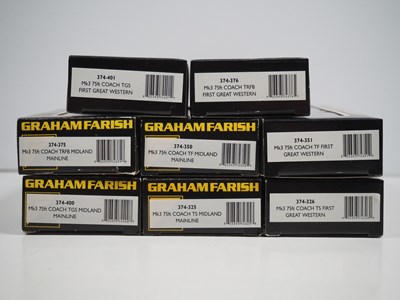 374-401
Mk3 75ft COACH TGS
FIRST GREAT WESTERN
374-376
Mk3 75ft COACH TRFB
FIRST GREAT WESTERN
GRAHAM FARISH
374-375
Mk3 75ft COACH TRFB MIDLAND
MAINLINE
GRAHAM FARISH
374-350
Mk3 75ft COACH TF MIDLAND
MAINLINE
374-351
Mk3 75ft COACH TF FIRST
GREAT WESTERN
GRAHAM FARISH
374-400
Mk3 75ft COACH TGS MIDLAND
MAINLINE
GRAHAM FARISH
374-325
Mk3 75ft COACH TS MIDLAND
MAINLINE
374-326
Mk3 75ft COACH TS FIRST
GREAT WESTERN